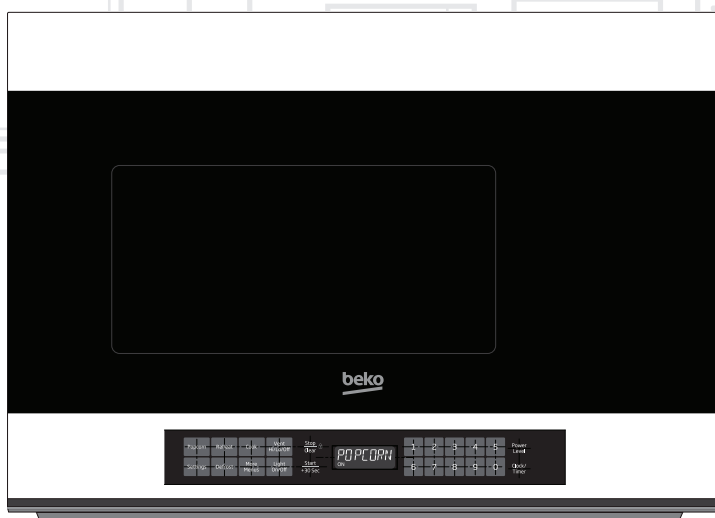 beko
Popcorn Reheat Cook Vent Hi/Lo/Off
Stop Clear
POPCORN
ON
1 2 3 4 5
Power Level
Settings Defrost More Menus Light On/Off
Start +30 Sec
6 7 8 9 0
Clock/ Timer